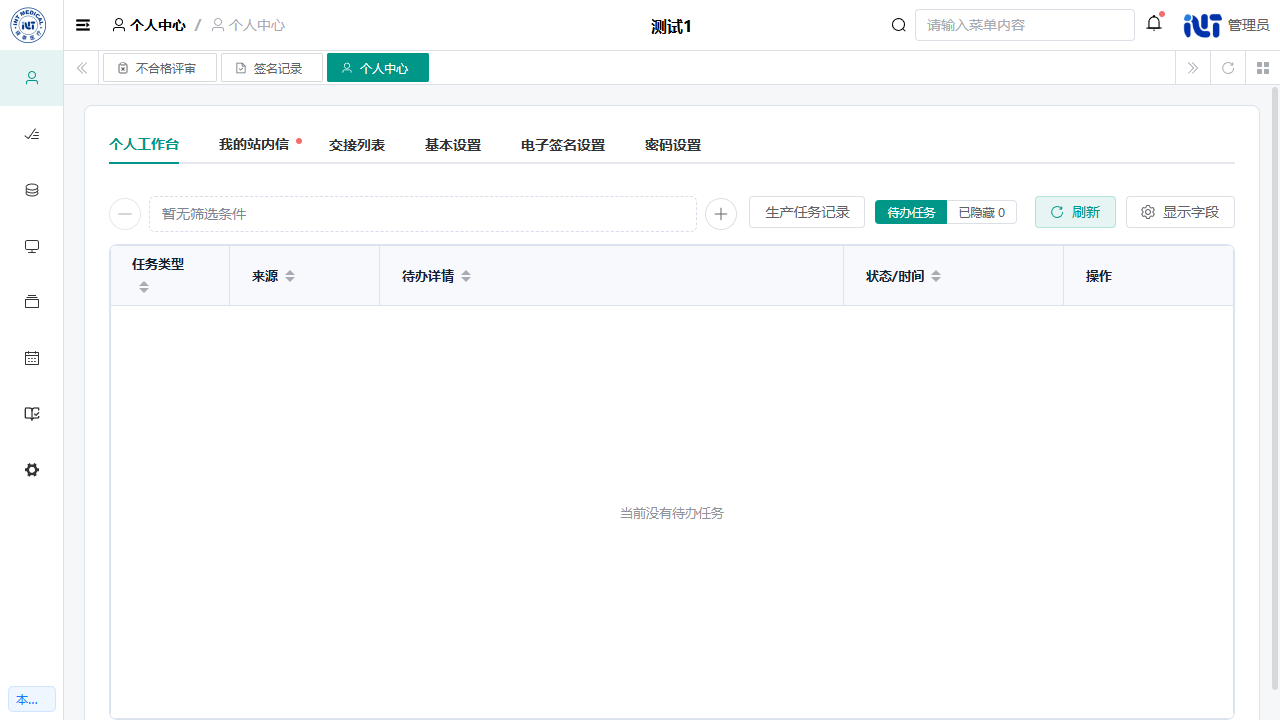 个人中心 / 个人中心
测试1
请输入菜单内容
管理员
不合格评审
签名记录
个人中心
个人工作台
我的站内信
交接列表
基本设置
电子签名设置
密码设置
暂无筛选条件
生产任务记录
待办任务
已隐藏 0
刷新
显示字段
任务类型
来源
待办详情
状态/时间
操作
当前没有待办任务
本...